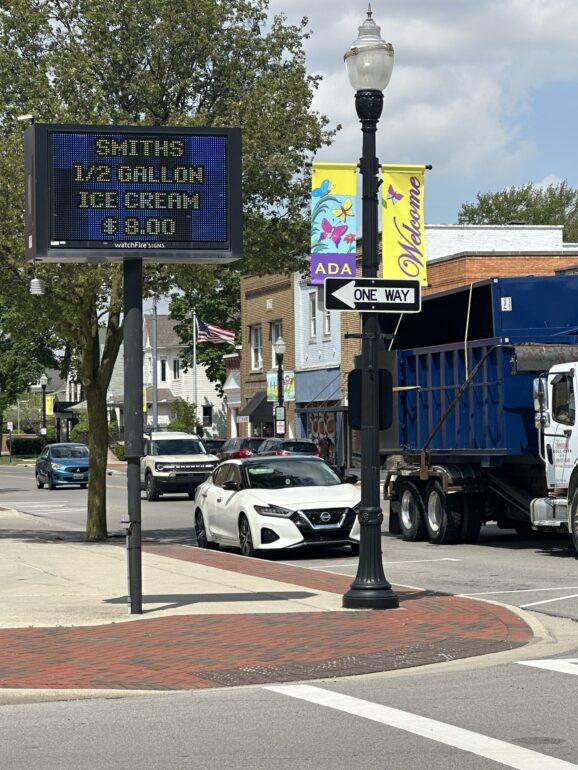 SMITHS
1/2 GALLON
ICE CREAM
$8.00
watchFire SIGNS
ADA
Welcome
ONE WAY